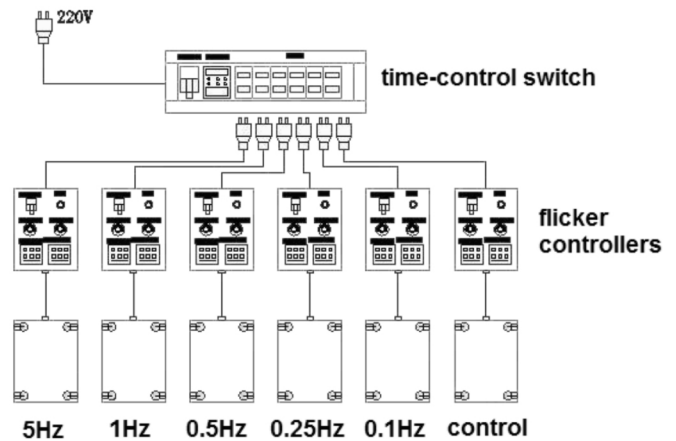 220V
time-control switch
flicker
controllers
5Hz 1Hz 0.5Hz 0.25Hz 0.1Hz control